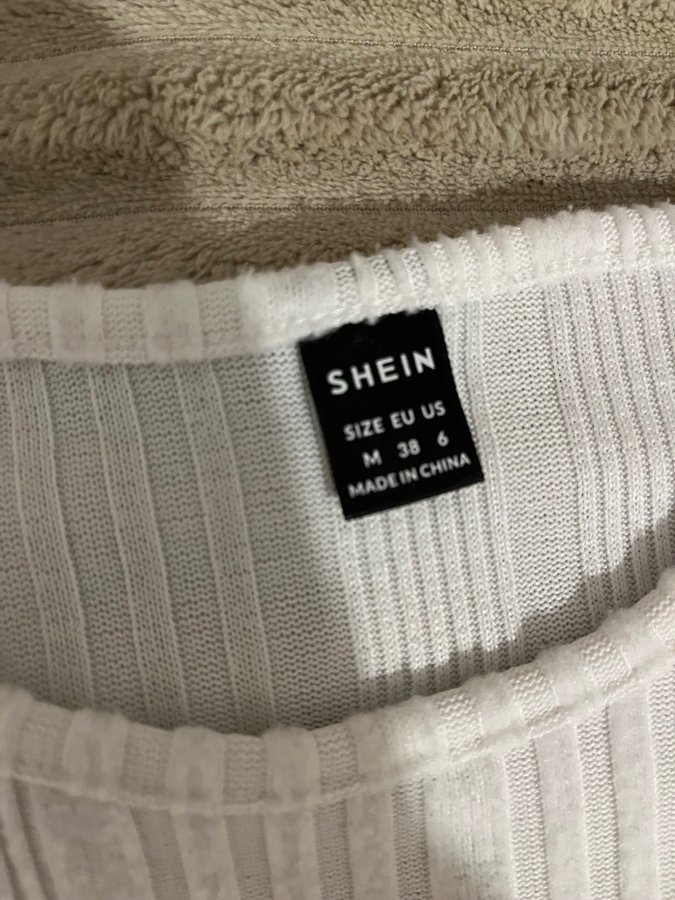 SHEIN
SIZE EU US
M 38 6
MADE IN CHINA